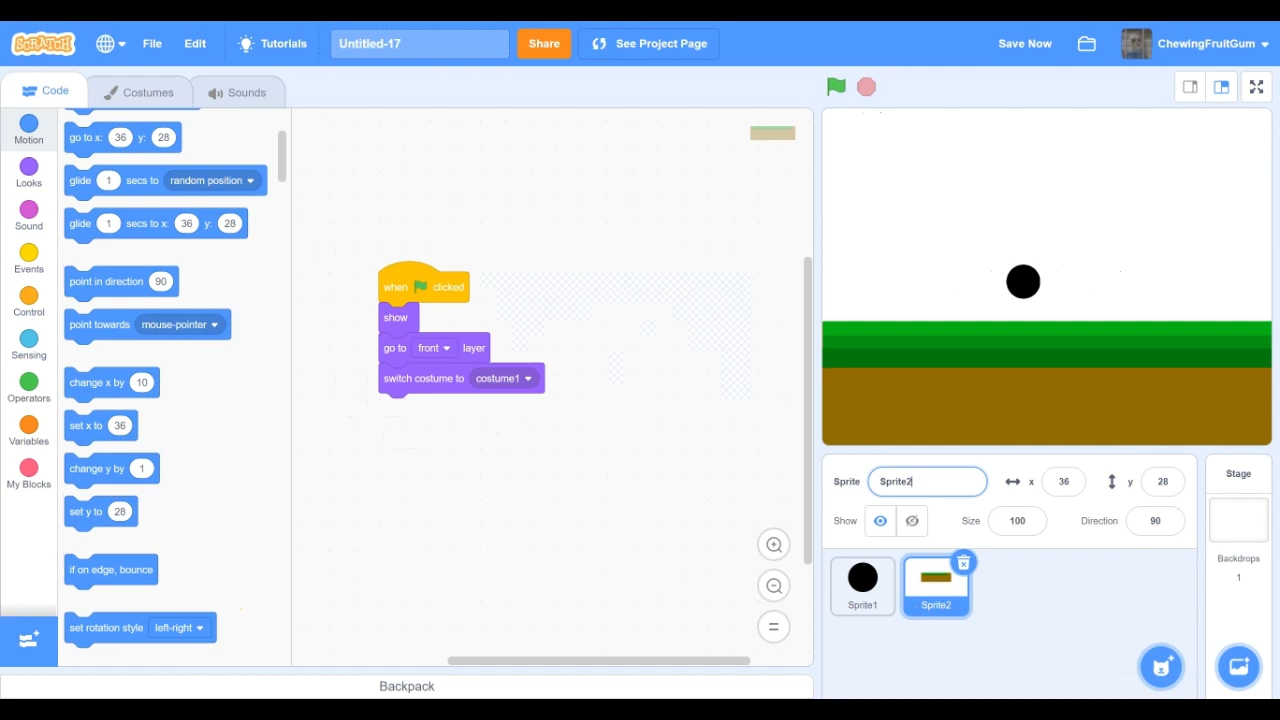 SCRATCH
File
Edit
Tutorials
Untitled-17
Share
See Project Page
Save Now
ChewingFruitGum
Code
Costumes
Sounds
Motion
Looks
Sound
Events
Control
Sensing
Operators
Variables
My Blocks
go to x: 36 y: 28
glide 1 secs to random position
glide 1 secs to x: 36 y: 28
point in direction 90
point towards mouse-pointer
change x by 10
set x to 36
change y by 1
set y to 28
if on edge, bounce
set rotation style left-right
when clicked
show
go to front layer
switch costume to costume1
Backpack
Sprite Sprite2 x 36 y 28
Show Size 100 Direction 90
Sprite1
Sprite2
Stage
Backdrops
1